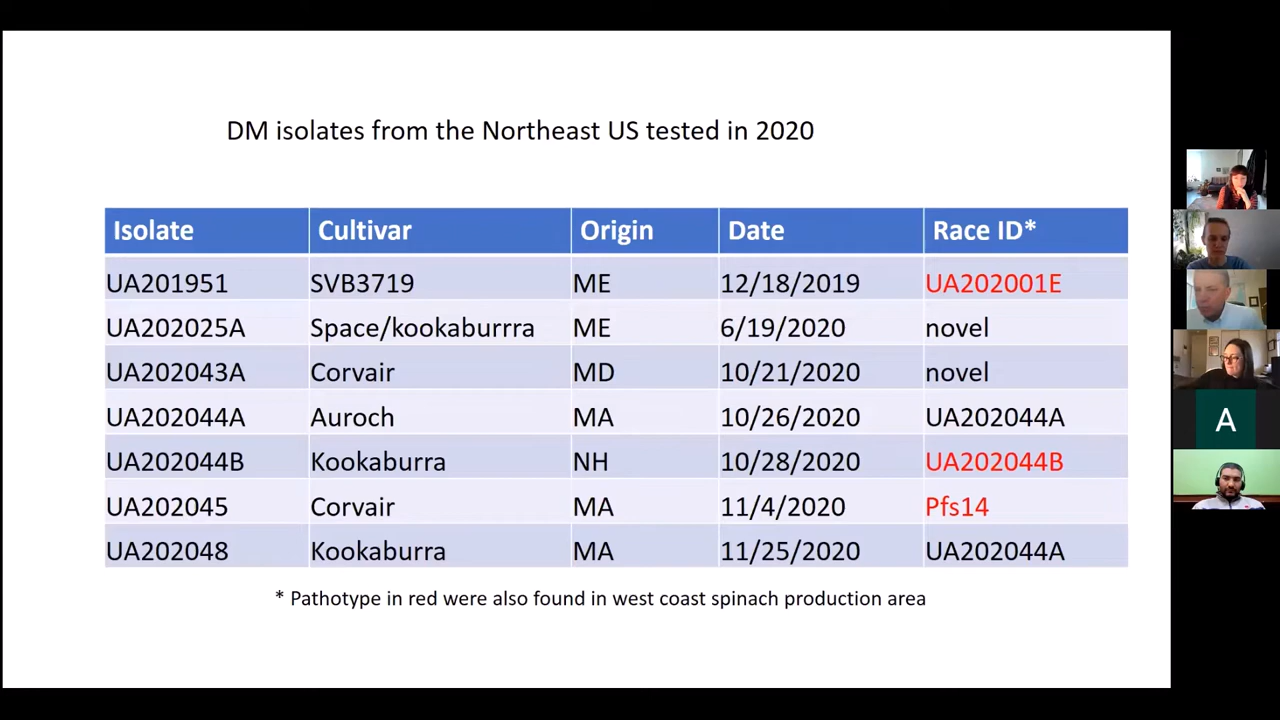 DM isolates from the Northeast US tested in 2020
Isolate Cultivar Origin Date Race ID*
UA201951 SVB3719 ME 12/18/2019 UA202001E
UA202025A Space/kookaburrra ME 6/19/2020 novel
UA202043A Corvair MD 10/21/2020 novel
UA202044A Auroch MA 10/26/2020 UA202044A
UA202044B Kookaburra NH 10/28/2020 UA202044B
UA202045 Corvair MA 11/4/2020 Pfs14
UA202048 Kookaburra MA 11/25/2020 UA202044A
* Pathotype in red were also found in west coast spinach production area
A